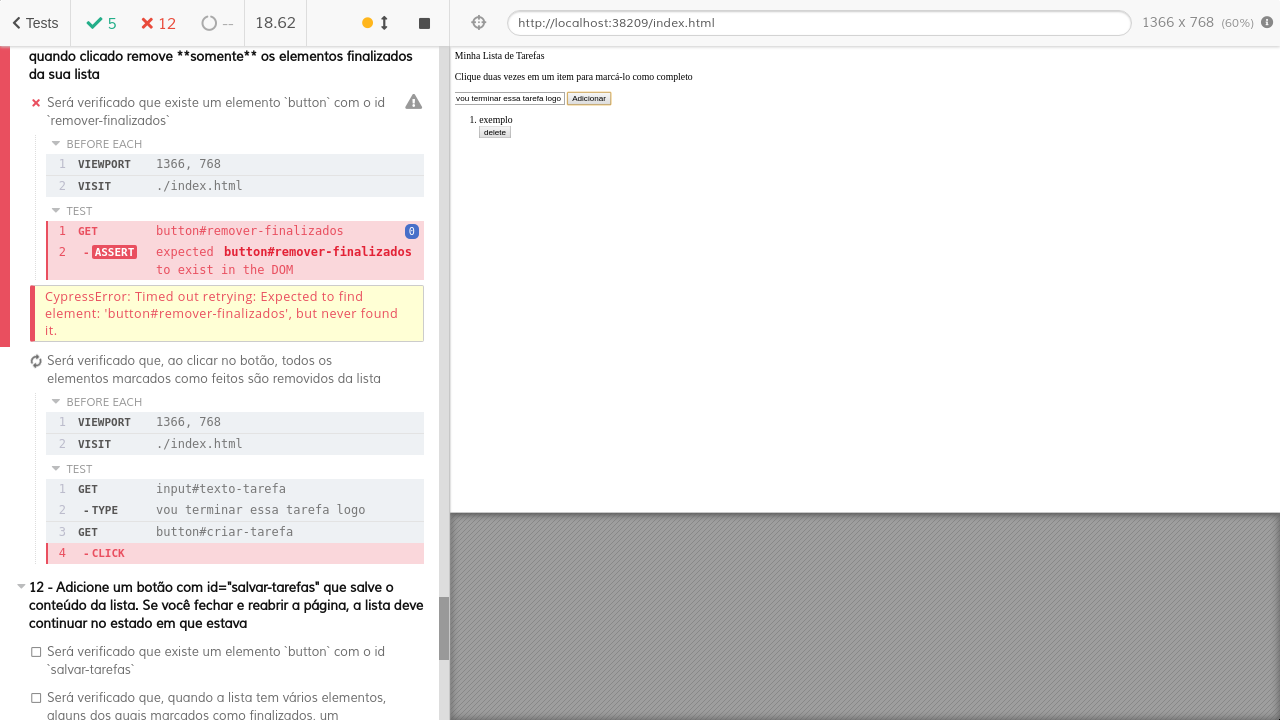 Tests
5
12
--
18.62
http://localhost:38209/index.html
1366 x 768 (60%)
quando clicado remove **somente** os elementos finalizados
da sua lista
Será verificado que existe um elemento `button` com o id
`remover-finalizados`
BEFORE EACH
1 VIEWPORT 1366, 768
2 VISIT ./index.html
TEST
1 GET button#remover-finalizados 0
2 -ASSERT expected button#remover-finalizados
to exist in the DOM
CypressError: Timed out retrying: Expected to find
element: 'button#remover-finalizados', but never found
it.
Será verificado que, ao clicar no botão, todos os
elementos marcados como feitos são removidos da lista
BEFORE EACH
1 VIEWPORT 1366, 768
2 VISIT ./index.html
TEST
1 GET input#texto-tarefa
2 -TYPE vou terminar essa tarefa logo
3 GET button#criar-tarefa
4 -CLICK
12 - Adicione um botão com id="salvar-tarefas" que salve o
conteúdo da lista. Se você fechar e reabrir a página, a lista deve
continuar no estado em que estava
Será verificado que existe um elemento `button` com o id
`salvar-tarefas`
Será verificado que, quando a lista tem vários elementos,
alguns dos quais marcados como finalizados, um
Minha Lista de Tarefas
Clique duas vezes em um item para marcá-lo como completo
vou terminar essa tarefa logo Adicionar
1. exemplo
delete